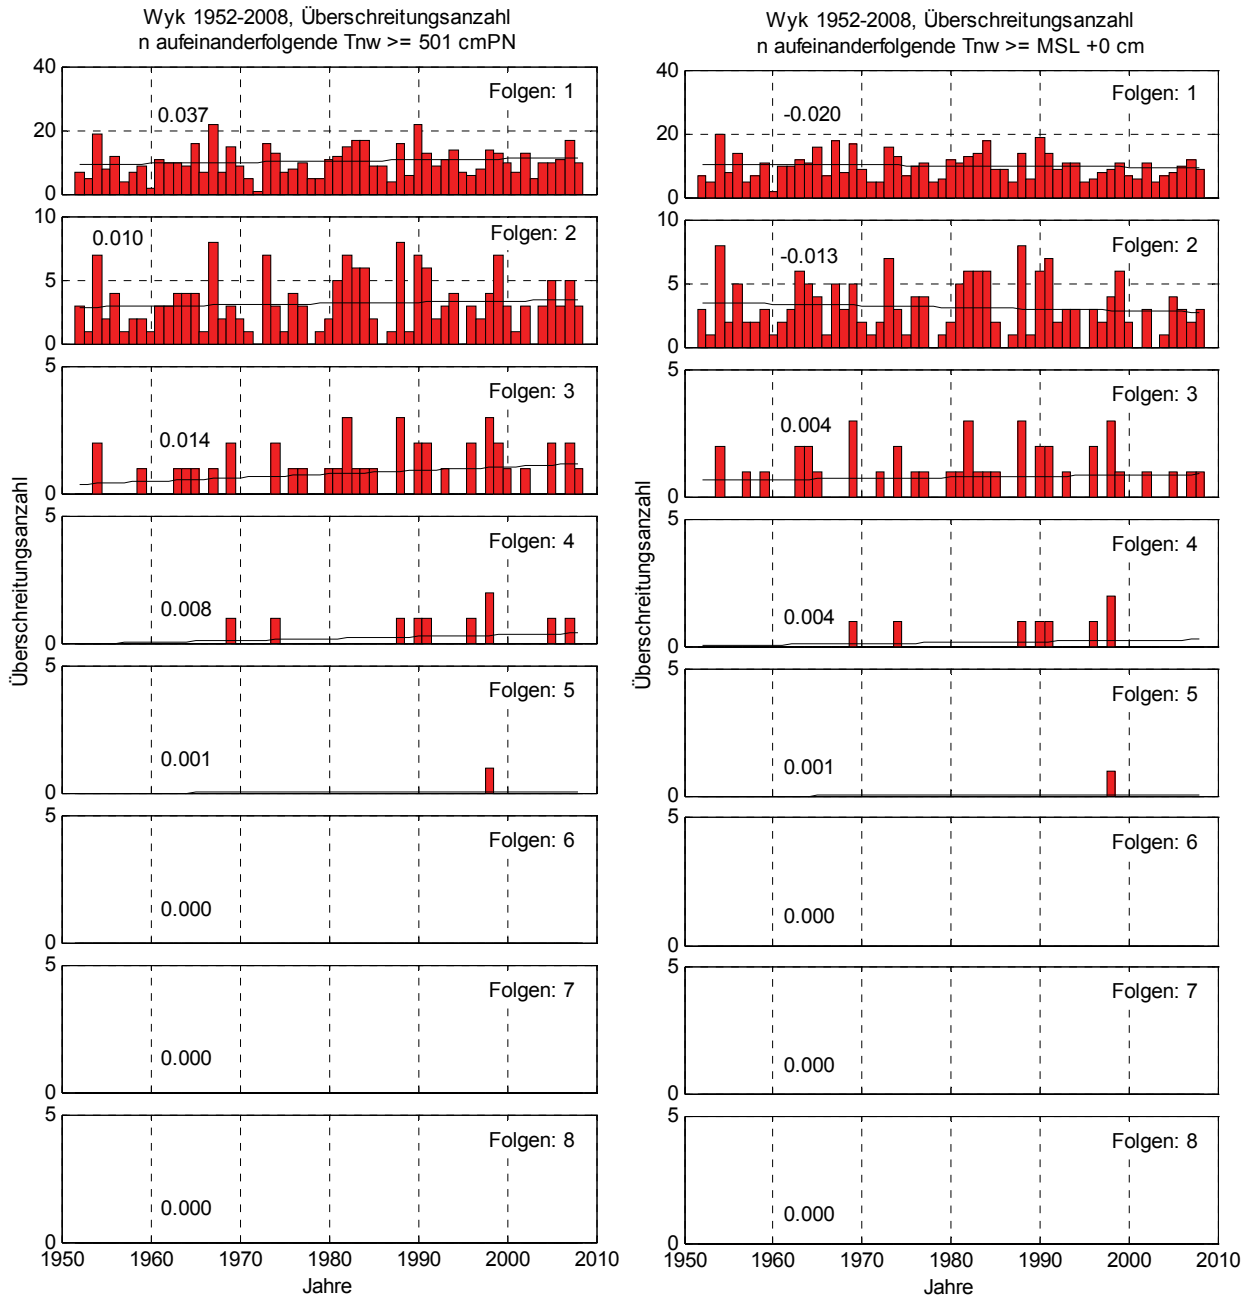 Wyk 1952-2008, Überschreitungsanzahl
n aufeinanderfolgende Tnw >= 501 cmPN
40
20
0
Folgen: 1
0.037
10
5
0
Folgen: 2
0.010
5
0
Folgen: 3
0.014
5
0
Folgen: 4
0.008
5
0
Folgen: 5
0.001
5
0
Folgen: 6
0.000
5
0
Folgen: 7
0.000
5
0
Folgen: 8
0.000
1950 1960 1970 1980 1990 2000 2010
Jahre
Überschreitungsanzahl
Wyk 1952-2008, Überschreitungsanzahl
n aufeinanderfolgende Tnw >= MSL +0 cm
40
20
0
Folgen: 1
-0.020
10
5
0
Folgen: 2
-0.013
5
0
Folgen: 3
0.004
5
0
Folgen: 4
0.004
5
0
Folgen: 5
0.001
5
0
Folgen: 6
0.000
5
0
Folgen: 7
0.000
5
0
Folgen: 8
0.000
1950 1960 1970 1980 1990 2000 2010
Jahre
Überschreitungsanzahl